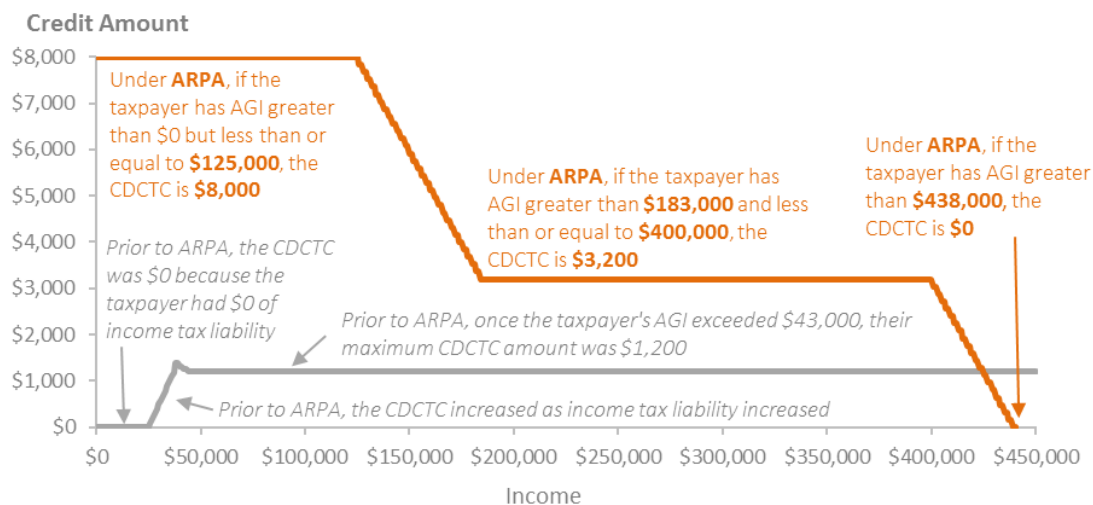 Credit Amount
$8,000
$7,000
$6,000
$5,000
$4,000
$3,000
$2,000
$1,000
$0
Under ARPA, if the
taxpayer has AGI greater
than $0 but less than or
equal to $125,000, the
CDCTC is $8,000
Under ARPA, if the taxpayer has
AGI greater than $183,000 and less
than or equal to $400,000, the
CDCTC is $3,200
Under ARPA, if the
taxpayer has AGI greater
than $438,000, the
CDCTC is $0
Prior to ARPA, the CDCTC
was $0 because the
taxpayer had $0 of
income tax liability
Prior to ARPA, once the taxpayer's AGI exceeded $43,000, their
maximum CDCTC amount was $1,200
Prior to ARPA, the CDCTC increased as income tax liability increased
$0 $50,000 $100,000 $150,000 $200,000 $250,000 $300,000 $350,000 $400,000 $450,000
Income